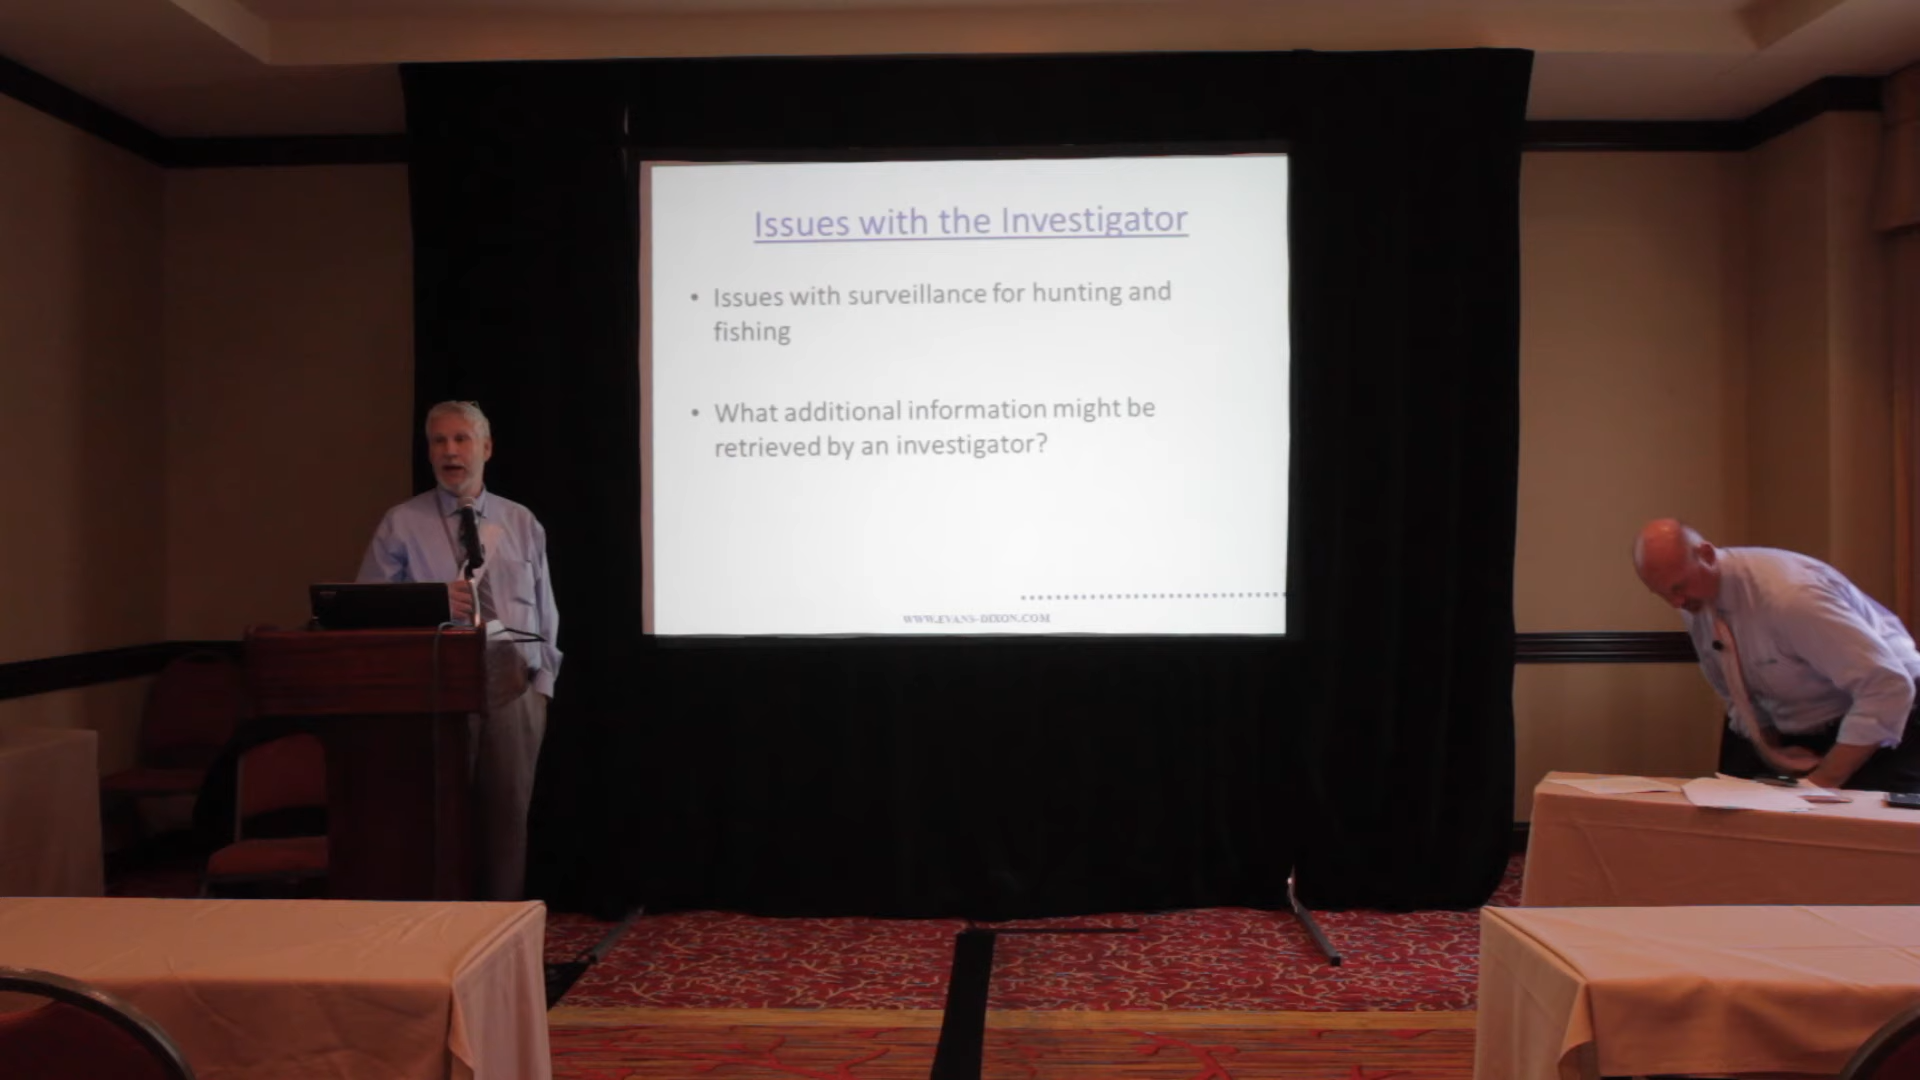 Issues with the Investigator
• Issues with surveillance for hunting and
fishing
• What additional information might be
retrieved by an investigator?
WWW.EVANS-DIXON.COM